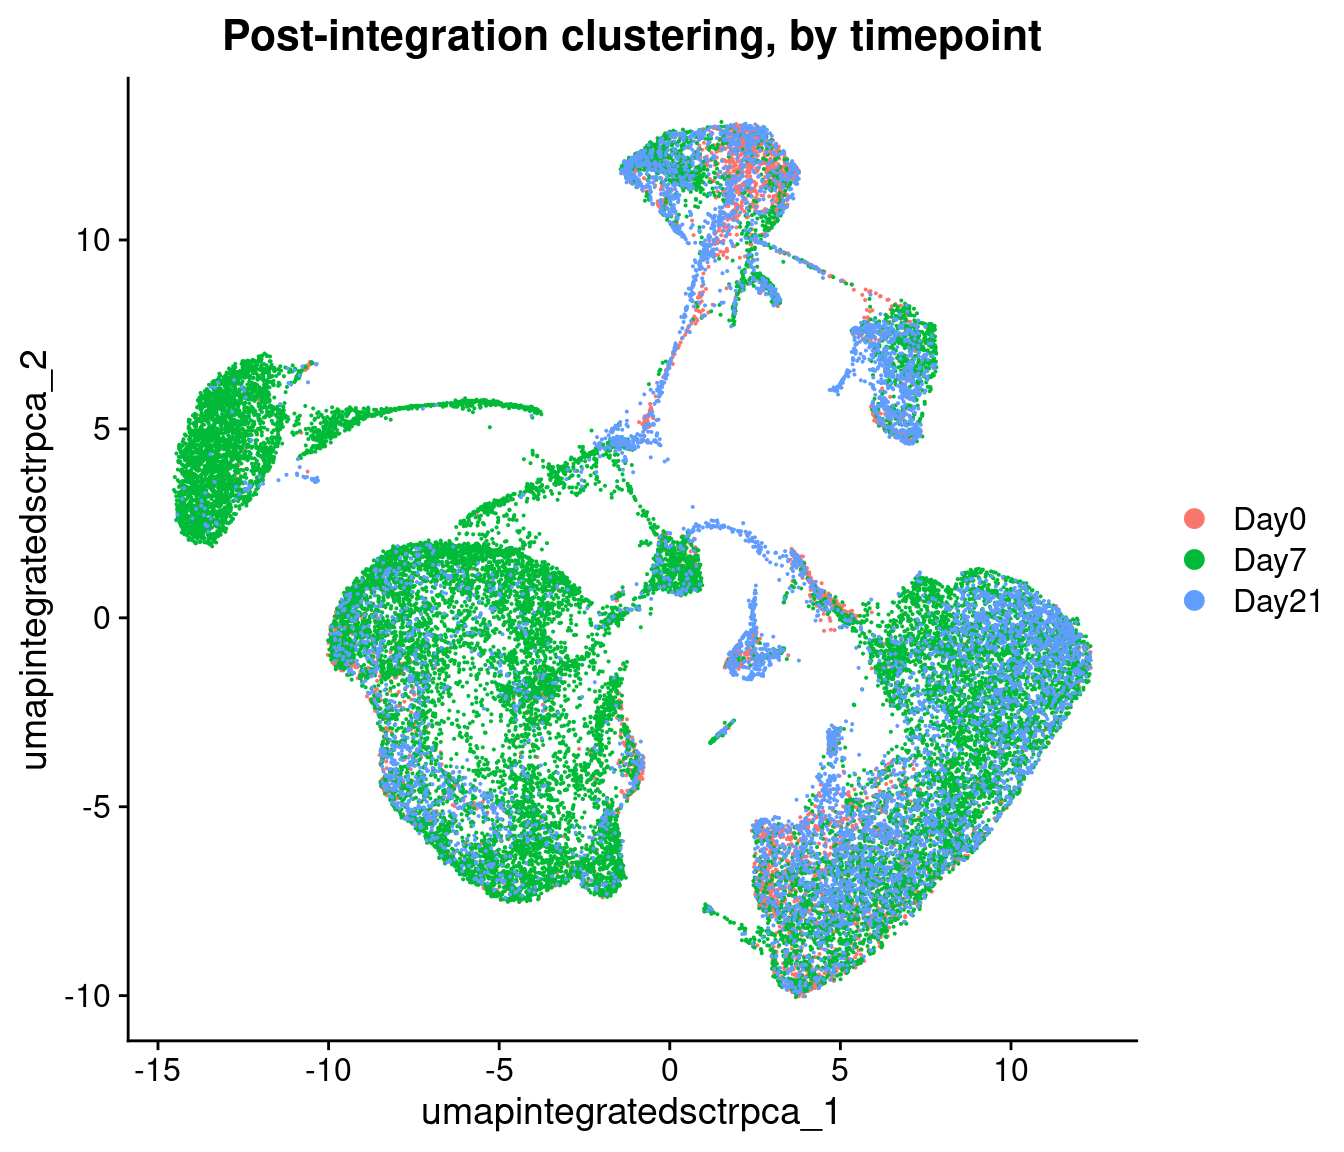 Post-integration clustering, by timepoint
umapintegratedsctrpca_2
10
5
0
-5
-10
-15
-10
-5
0
5
10
umapintegratedsctrpca_1
Day0
Day7
Day21